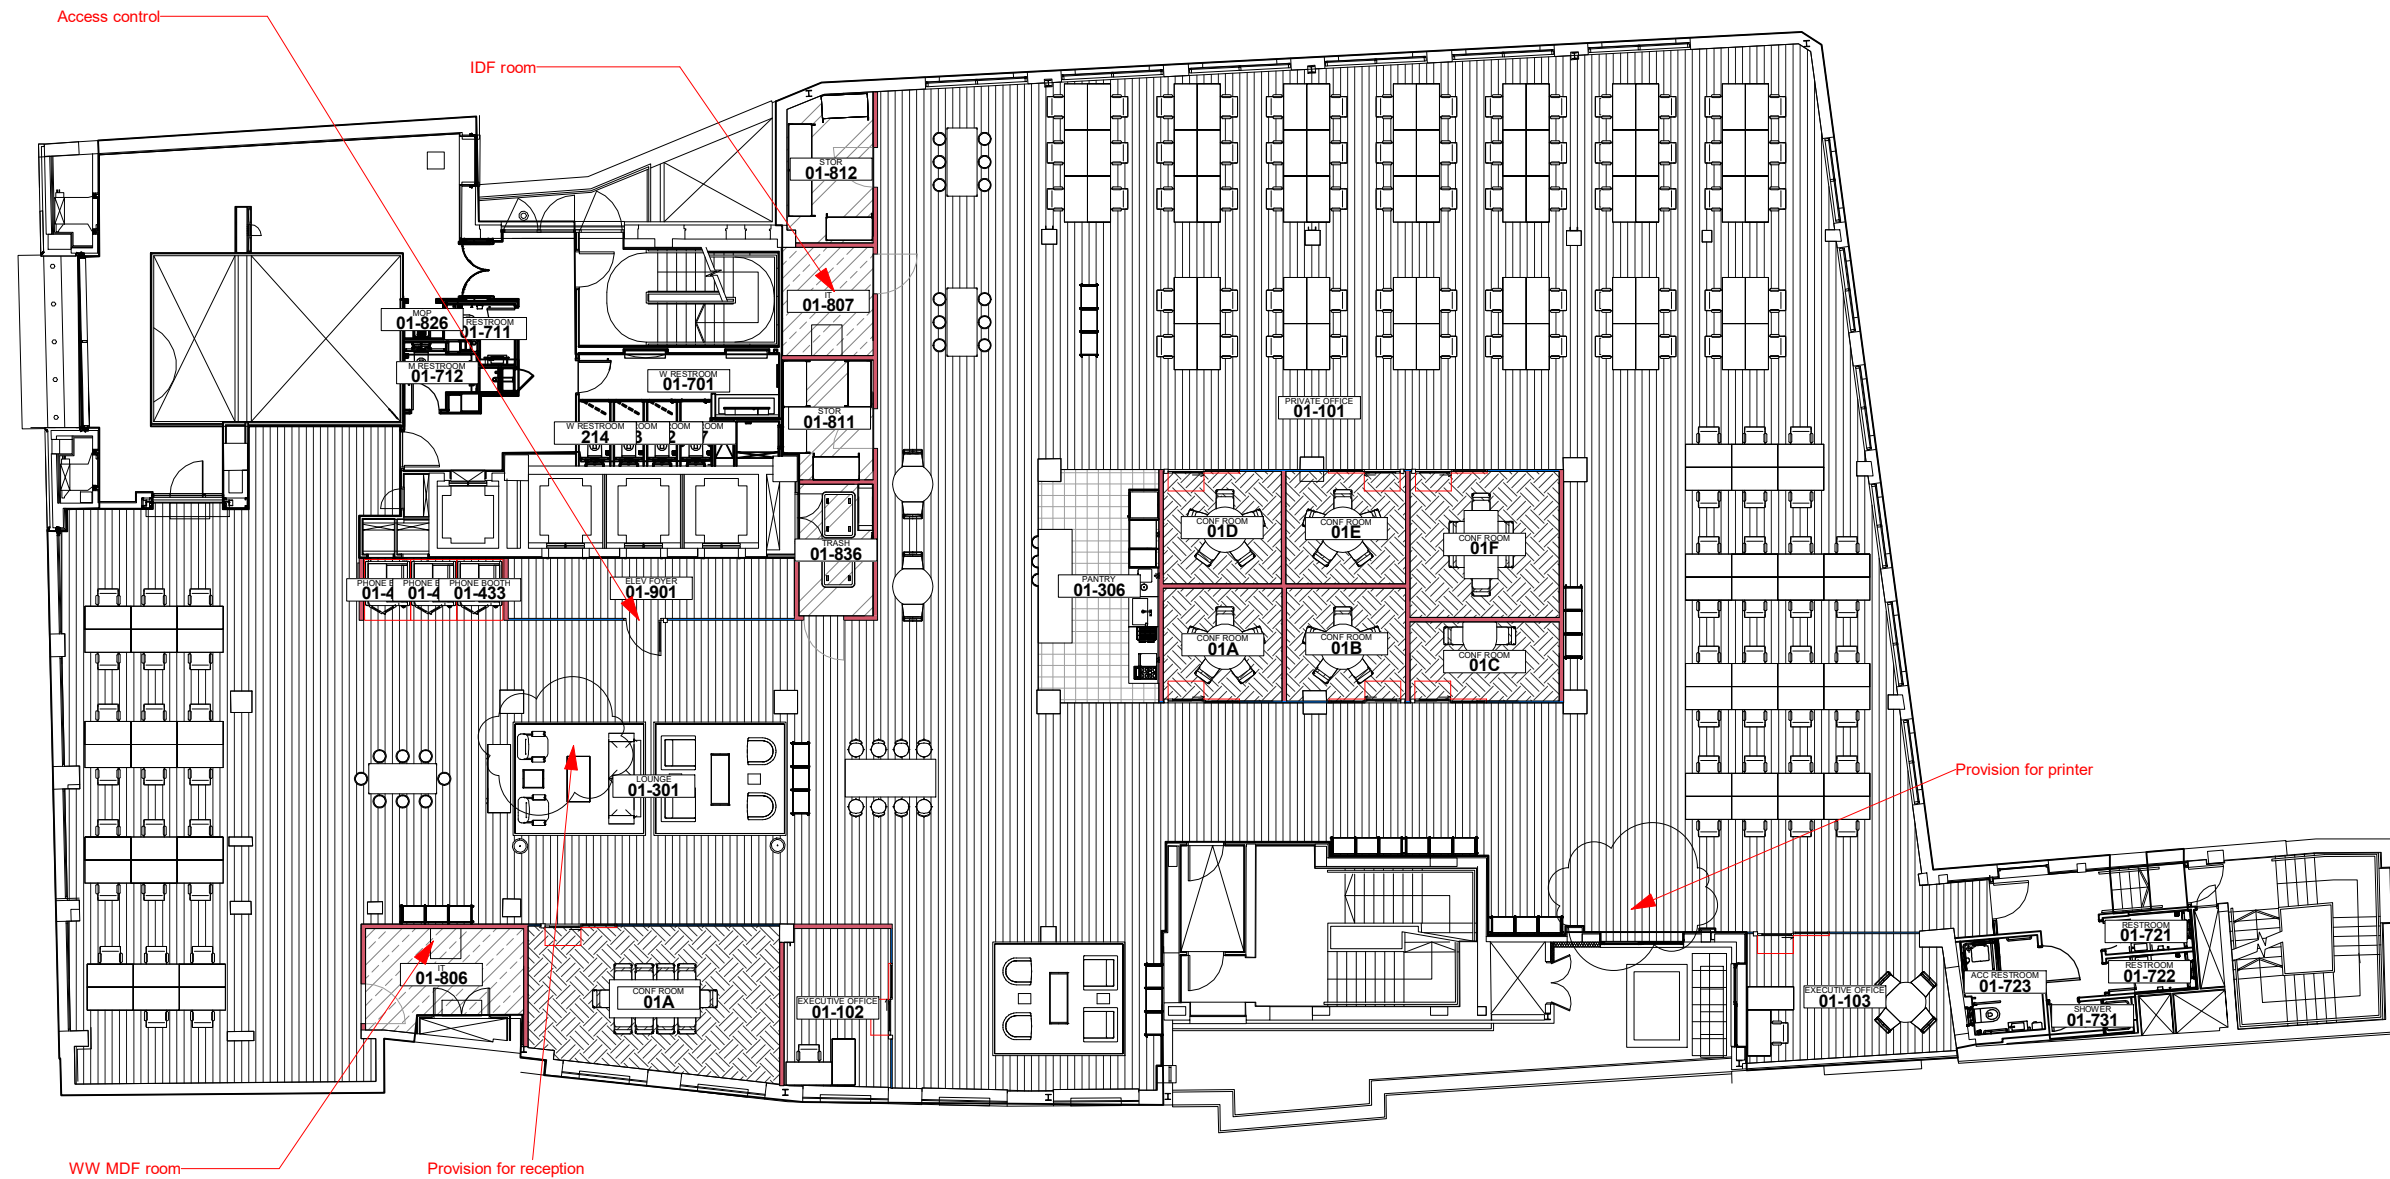 Access control
IDF room
STOR
01-812
IT
01-807
MOP
01-826
RESTROOM
01-711
M RESTROOM
01-712
W RESTROOM
01-701
STOR
01-811
PRIVATE OFFICE
01-101
W RESTROOM
214
CONF ROOM
01D
CONF ROOM
01E
CONF ROOM
01F
TRASH
01-836
PHONE BOOTH
01-433
ELEV FOYER
01-901
PANTRY
01-306
CONF ROOM
01A
CONF ROOM
01B
CONF ROOM
01C
LOUNGE
01-301
Provision for printer
RESTROOM
01-721
RESTROOM
01-722
ACC RESTROOM
01-723
IT
01-806
CONF ROOM
01A
EXECUTIVE OFFICE
01-102
EXECUTIVE OFFICE
01-103
SHOWER
01-731
WW MDF room
Provision for reception